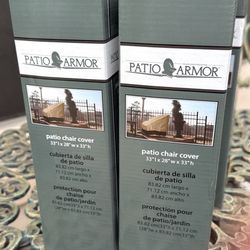 PATIO ARMOR
patio chair cover
33"l x 28"w x 33"h
cubierta de silla
de patio
83.82 cm largo x
71.12 cm ancho x
83.82 cm alto
protection pour
chaise
de patio/jardin
PATIO ARMOR
patio chair cover
33"l x 28"w x 33"h
cubierta de silla
de patio
83.82 cm largo x
71.12 cm ancho x
83.82 cm alto
protection pour
chaise
de patio/jardin